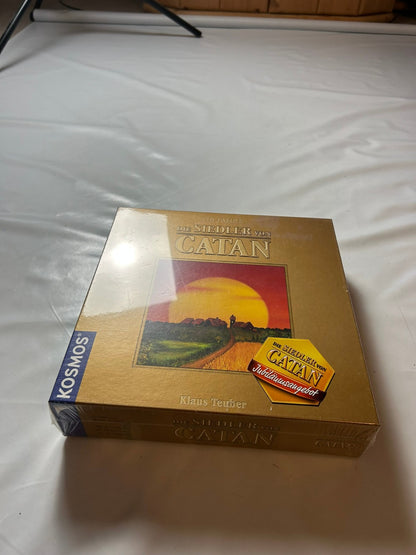 DIE SIEDLER VON
CATAN
DIE SIEDLER VON
CATAN
Jubiläumsangebot
KOSMOS
Klaus Teuber
DIE SIEDLER VON
CATAN
CATAN